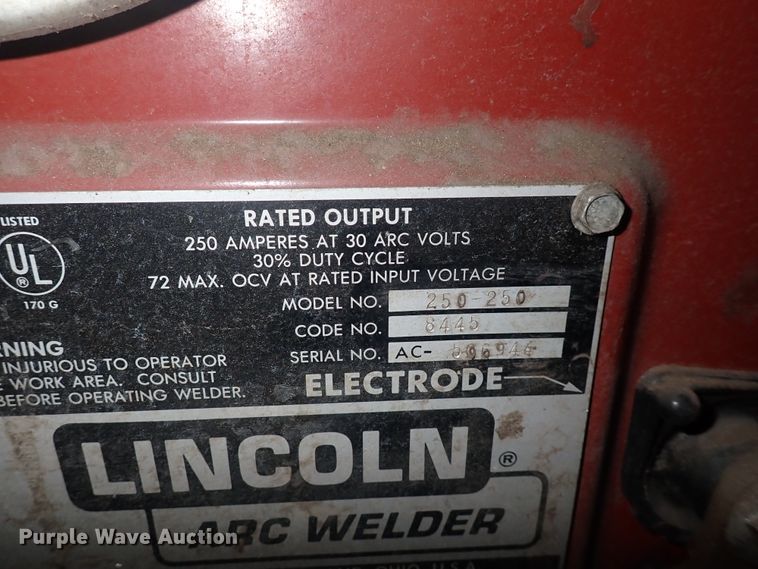 LISTED
UL
®
170 G
RATED OUTPUT
250 AMPERES AT 30 ARC VOLTS
30% DUTY CYCLE
72 MAX. OCV AT RATED INPUT VOLTAGE
MODEL NO. 250-250
CODE NO. 8445
SERIAL NO. AC-
INJURIOUS TO OPERATOR
WORK AREA. CONSULT
BEFORE OPERATING WELDER.
ELECTRODE
LINCOLN ®
ARC WELDER
OHIO U.S.A.
Purple Wave Auction